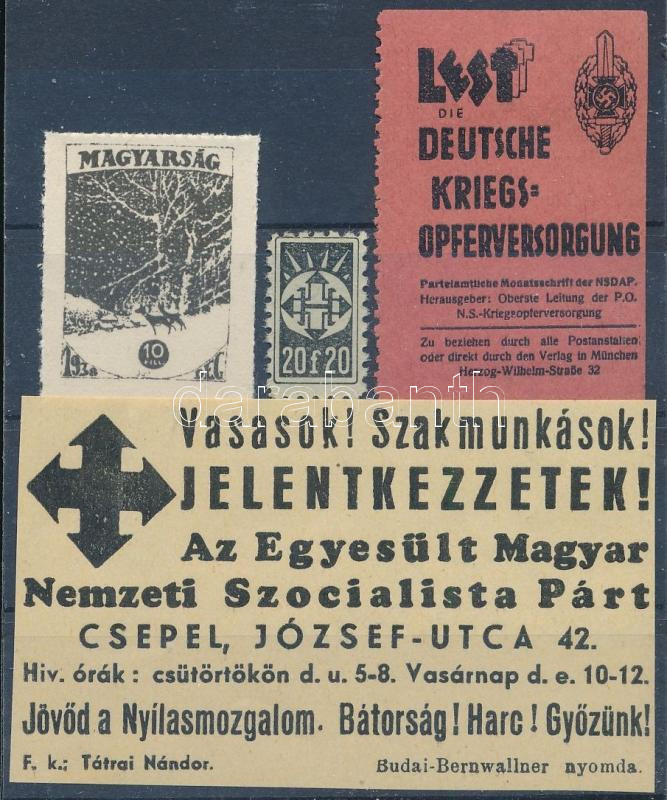 MAGYARSÁG
10
FILL.
20f20
LEST
DIE
DEUTSCHE
KRIEGS=
OPFERVERSORGUNG
Parteiamtliche Monatsschrift der NSDAP.
Herausgeber: Oberste Leitung der P.O.
N.S.-Kriegsopferversorgung
Zu beziehen durch alle Postanstalten
oder direkt durch den Verlag in München
Herzog-Wilhelm-Straße 32
darabanth
Vasasok! Szakmunkások!
JELENTKEZZETEK!
Az Egyesült Magyar
Nemzeti Szocialista Párt
CSEPEL, JÓZSEF-UTCA 42.
Hiv. órák: csütörtökön d. u. 5-8. Vasárnap d. e. 10-12.
Jövőd a Nyílasmozgalom. Bátorság! Harc! Győzünk!
F. k.; Tátrai Nándor.
Budai-Bernwallner nyomda.